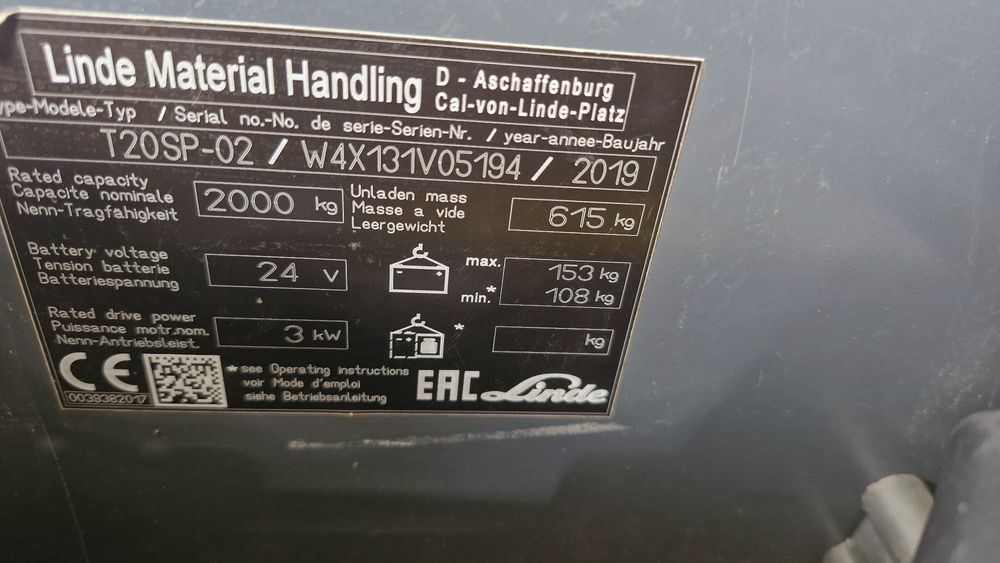 Linde Material Handling
D - Aschaffenburg
Cal-von-Linde-Platz
ype-Modele-Typ / Serial no.-No. de serie-Serien-Nr. / year-annee-Baujahr
T20SP-02 / W4X131V05194 / 2019
Rated capacity
Capacite nominale
Nenn-Tragfähigkeit
2000 kg
Unladen mass
Masse a vide
Leergewicht
615 kg
Battery voltage
Tension batterie
Batteriespannung
24 V
max. 153 kg
min.* 108 kg
Rated drive power
Puissance motr.nom.
Nenn-Antriebsleist.
3 kW
* kg
CE
0039382017
* see Operating instructions
voir Mode d'emploi
siehe Betriebsanleitung
EAC
Linde